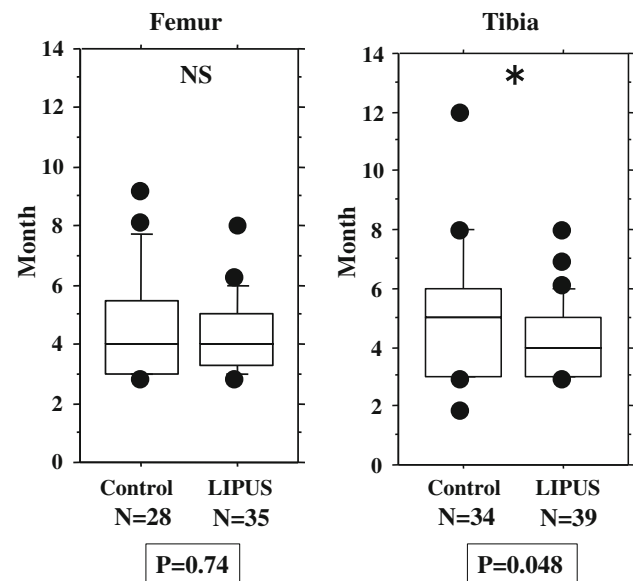 Femur
NS
Month
14
12
10
8
6
4
2
0
Control LIPUS
N=28 N=35
P=0.74
Tibia
*
Month
14
12
10
8
6
4
2
0
Control LIPUS
N=34 N=39
P=0.048